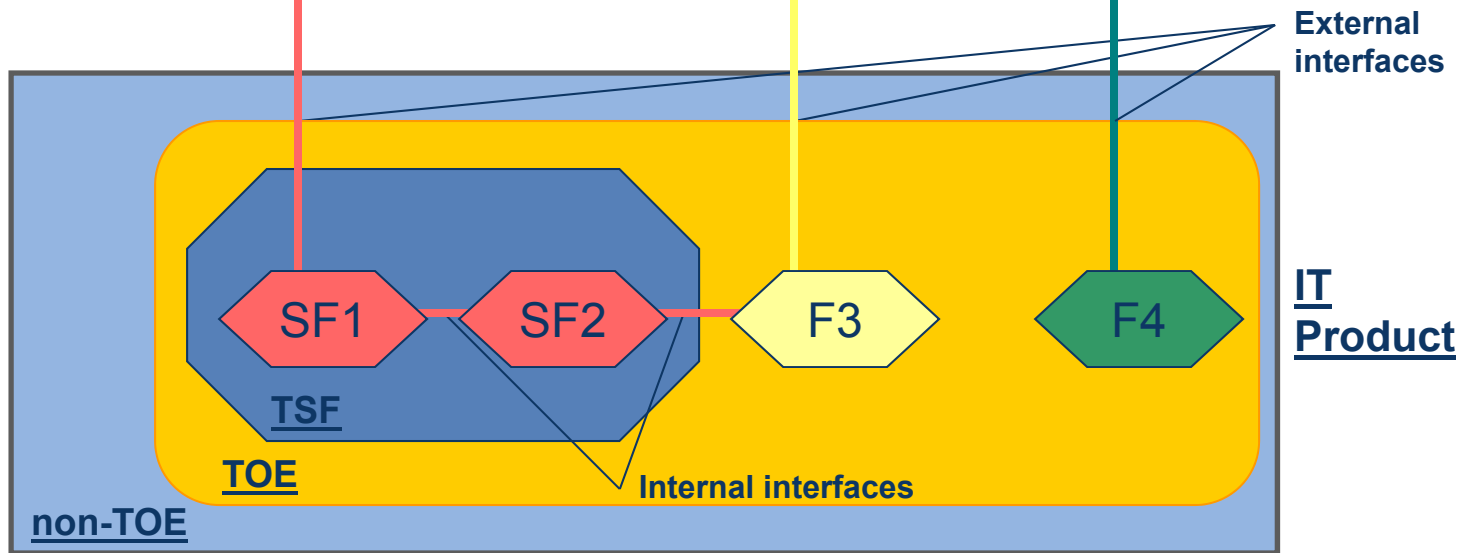 External
interfaces
SF1
SF2
F3
F4
IT
Product
TSF
TOE
Internal interfaces
non-TOE